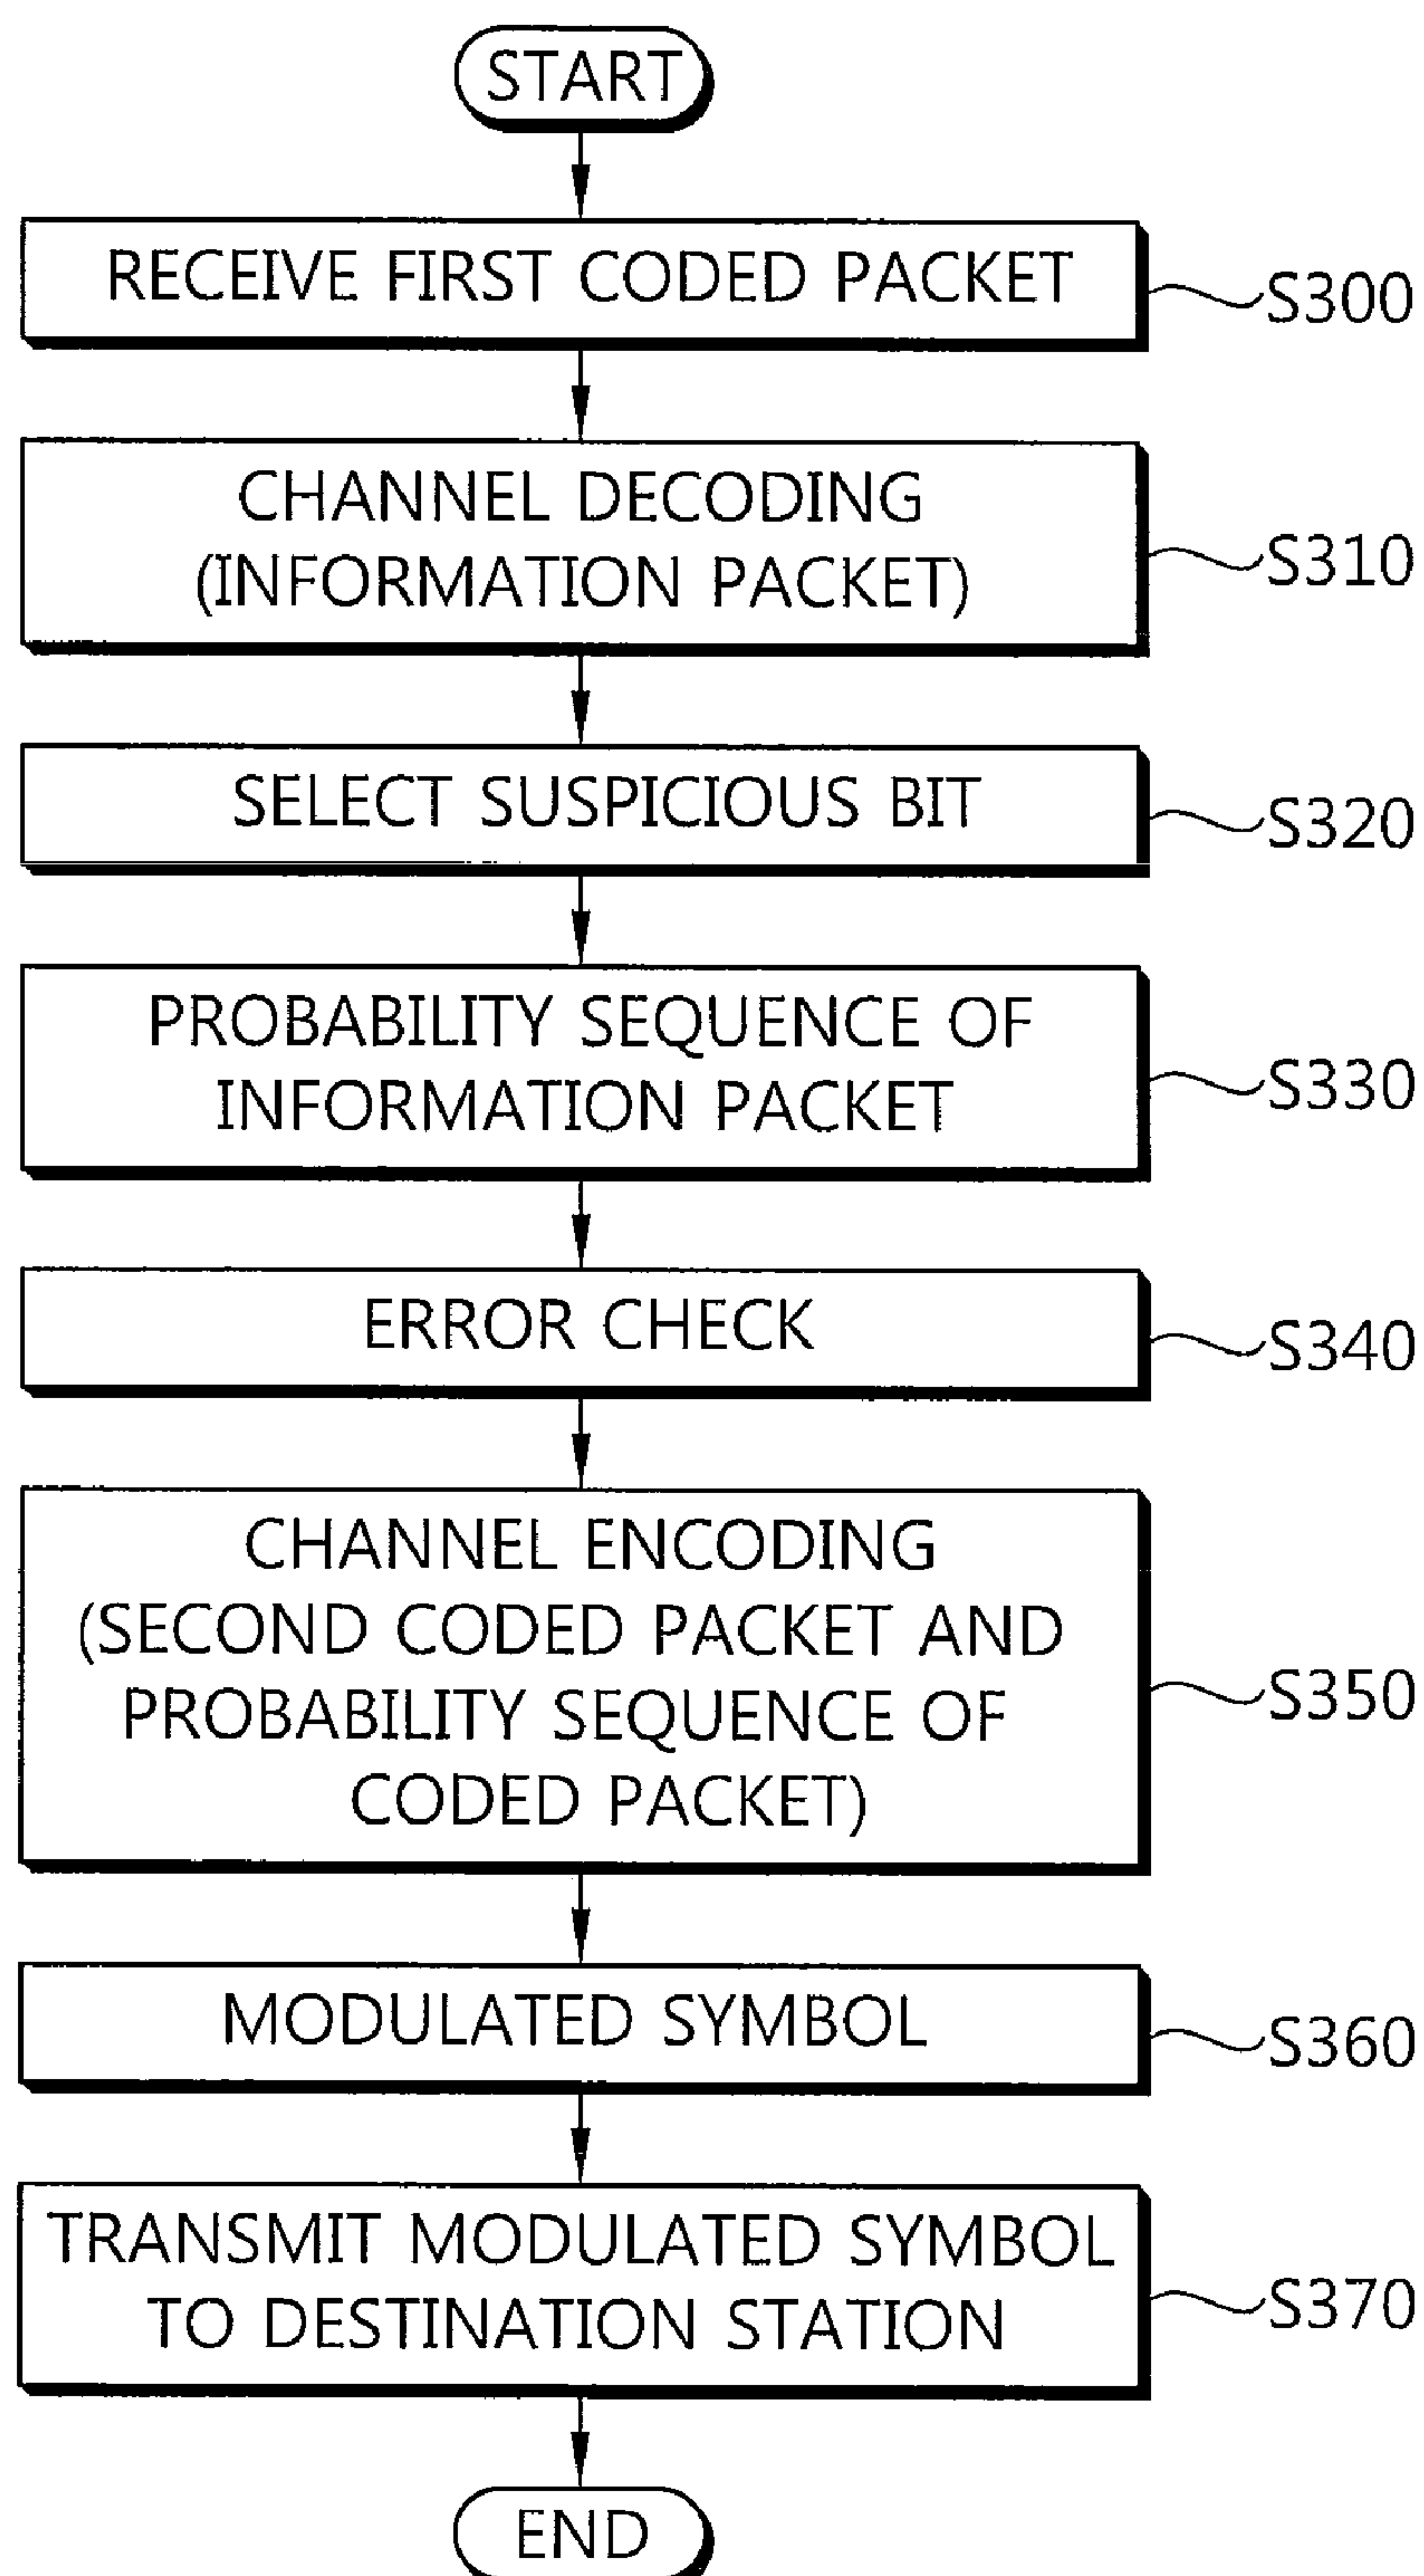 START
RECEIVE FIRST CODED PACKET
S300
CHANNEL DECODING
(INFORMATION PACKET)
S310
SELECT SUSPICIOUS BIT
S320
PROBABILITY SEQUENCE OF
INFORMATION PACKET
S330
ERROR CHECK
S340
CHANNEL ENCODING
(SECOND CODED PACKET AND
PROBABILITY SEQUENCE OF
CODED PACKET)
S350
MODULATED SYMBOL
S360
TRANSMIT MODULATED SYMBOL
TO DESTINATION STATION
S370
END